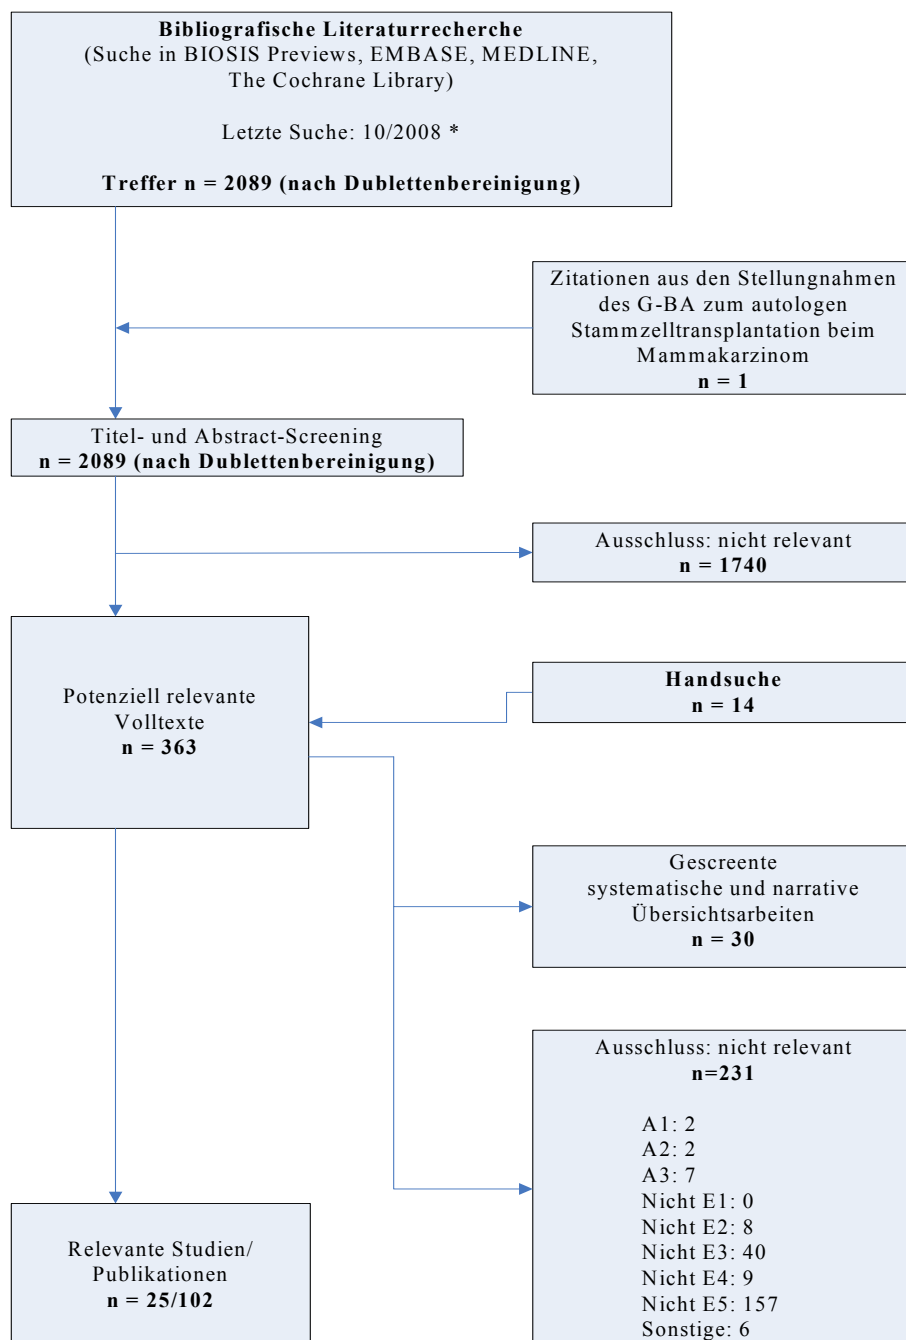 Bibliografische Literaturrecherche
(Suche in BIOSIS Previews, EMBASE, MEDLINE,
The Cochrane Library)
Letzte Suche: 10/2008 *
Treffer n = 2089 (nach Dublettenbereinigung)
Zitationen aus den Stellungnahmen
des G-BA zum autologen
Stammzelltransplantation beim
Mammakarzinom
n = 1
Titel- und Abstract-Screening
n = 2089 (nach Dublettenbereinigung)
Ausschluss: nicht relevant
n = 1740
Potenziell relevante
Volltexte
n = 363
Handsuche
n = 14
Gescreente
systematische und narrative
Übersichtsarbeiten
n = 30
Ausschluss: nicht relevant
n=231
A1: 2
A2: 2
A3: 7
Nicht E1: 0
Nicht E2: 8
Nicht E3: 40
Nicht E4: 9
Nicht E5: 157
Sonstige: 6
Relevante Studien/
Publikationen
n = 25/102